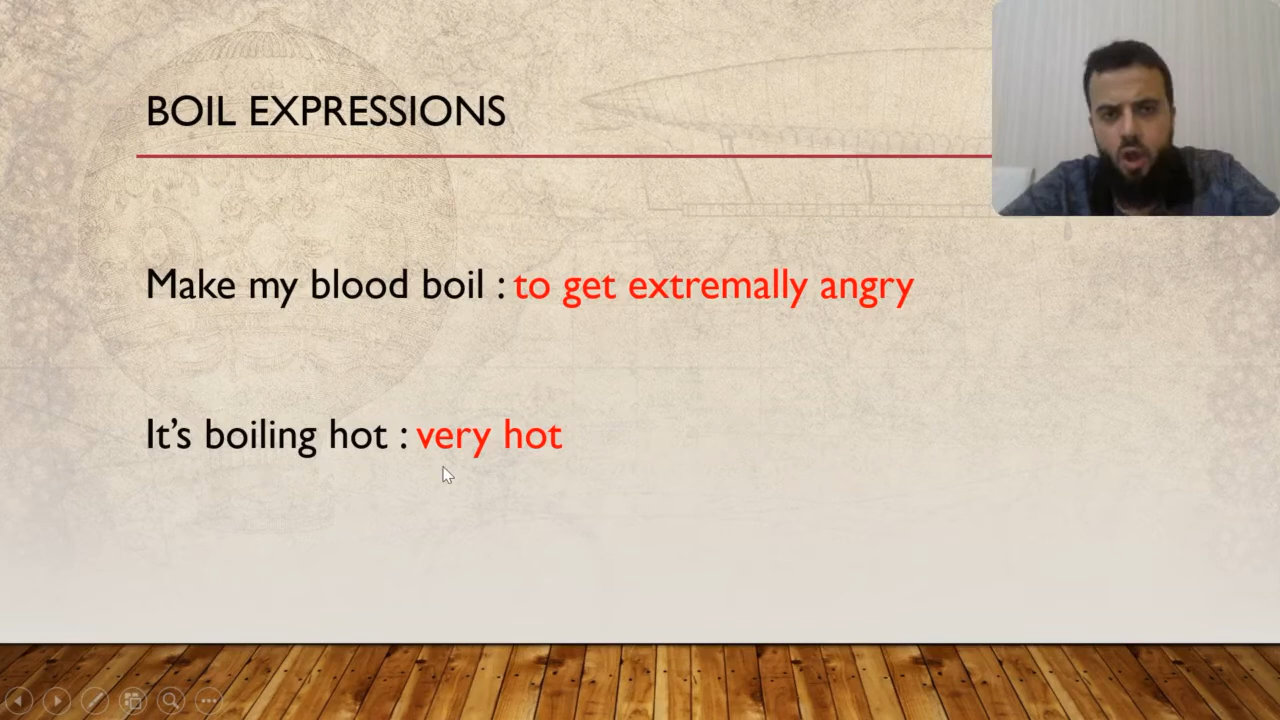 BOIL EXPRESSIONS
Make my blood boil : to get extremally angry
It's boiling hot : very hot